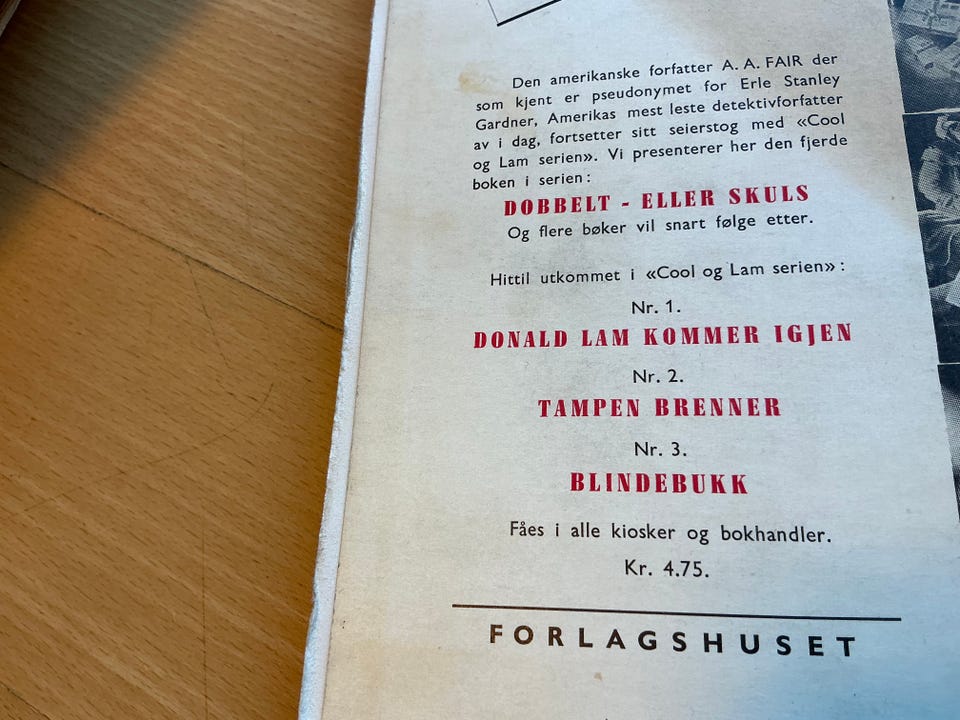 Den amerikanske forfatter A. A. FAIR der
som kjent er pseudonymet for Erle Stanley
Gardner, Amerikas mest leste detektivforfatter
av i dag, fortsetter sitt seierstog med «Cool
og Lam serien». Vi presenterer her den fjerde
boken i serien:
DOBBELT - ELLER SKULS
Og flere bøker vil snart følge etter.
Hittil utkommet i «Cool og Lam serien»:
Nr. 1.
DONALD LAM KOMMER IGJEN
Nr. 2.
TAMPEN BRENNER
Nr. 3.
BLINDEBUKK
Fåes i alle kiosker og bokhandler.
Kr. 4.75.
FORLAGSHUSET